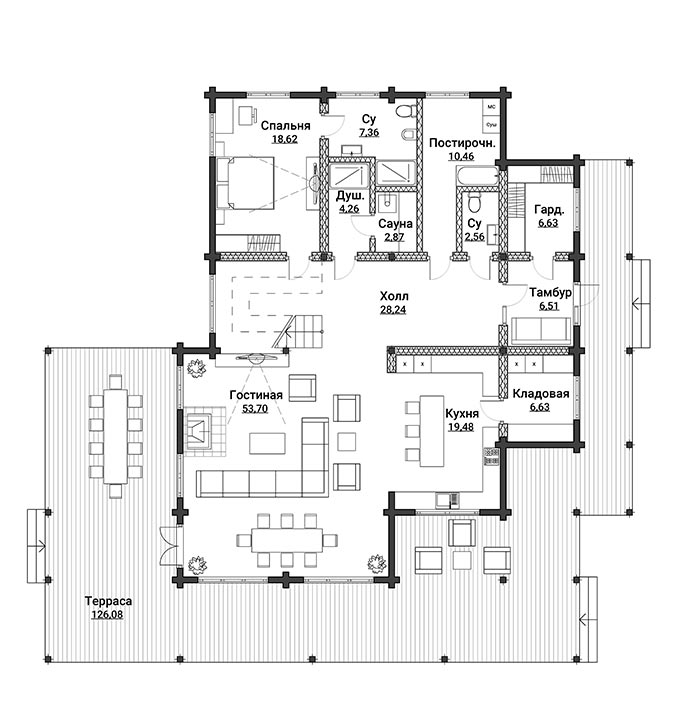 МС
Суш
Спальня
18,62
Су
7,36
Постирочн.
10,46
Душ.
4,26
Сауна
2,87
Су
2,56
Гард.
6,63
Холл
28,24
Тамбур
6,51
Гостиная
53,70
Х
Х
Х
Кухня
19,48
Кладовая
6,63
Терраса
126,08